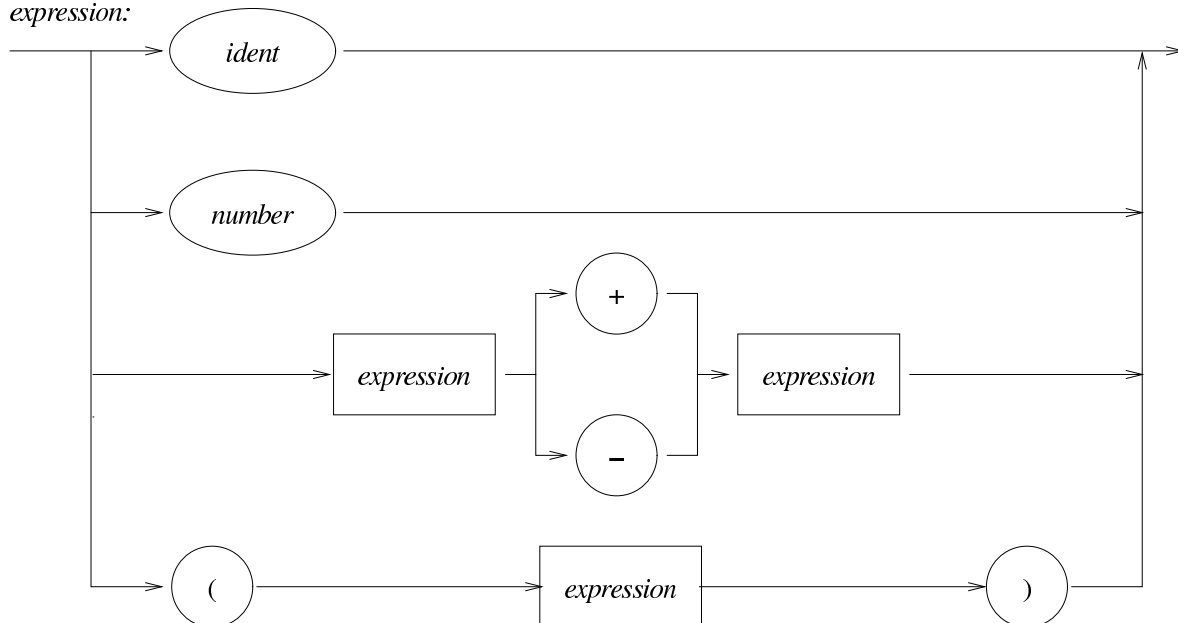 expression:
ident
number
+
expression
expression
−
(
expression
)